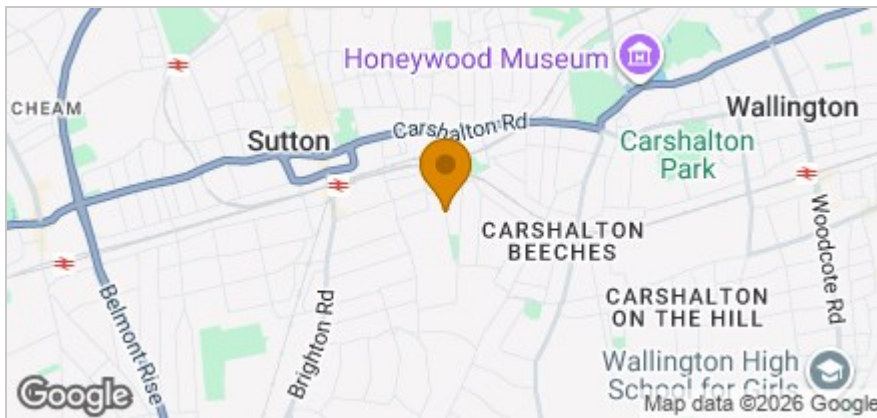 Honeywood Museum
CHEAM
Wallington
Carshalton Rd
Sutton
Carshalton
Park
CARSHALTON
BEECHES
Woodcote Rd
Belmont Rise
Brighton Rd
CARSHALTON
ON THE HILL
Wallington High
School for Girls
Google
Map data ©2026 Google